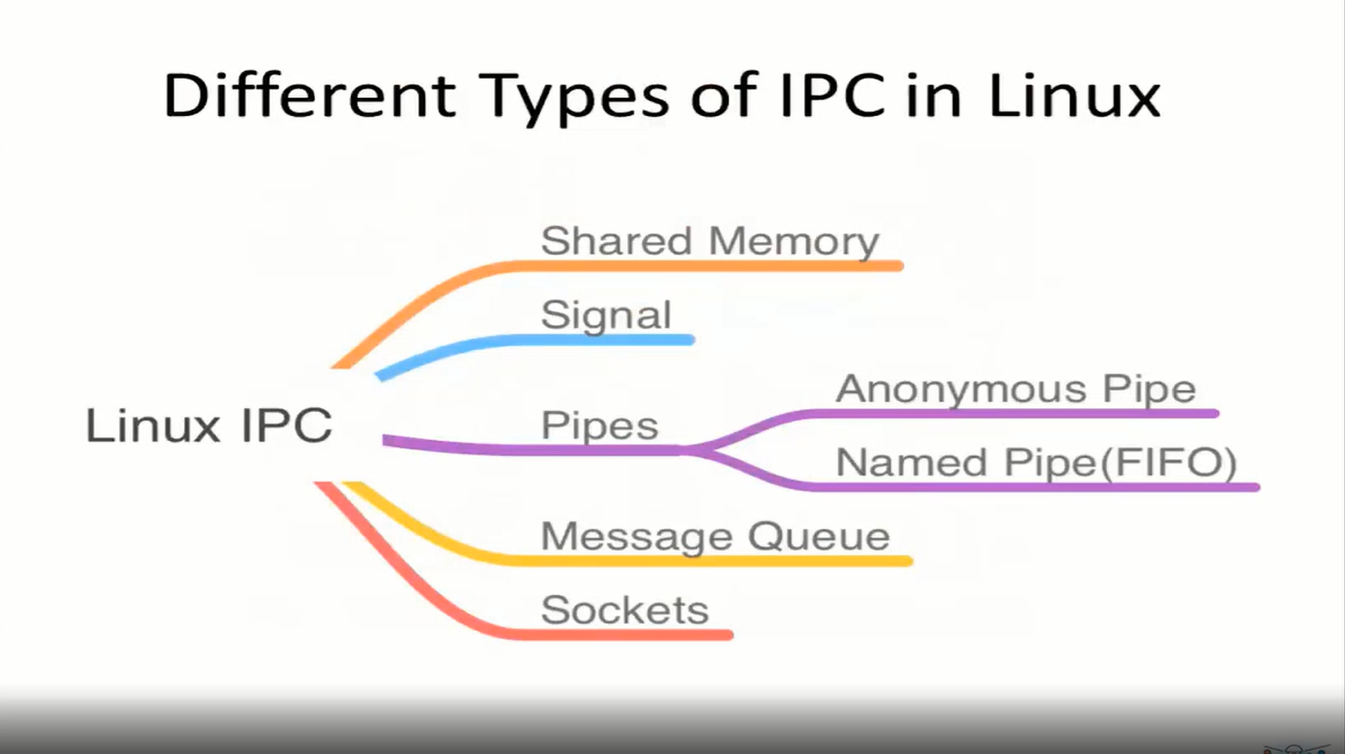 Different Types of IPC in Linux
Shared Memory
Signal
Linux IPC
Pipes
Anonymous Pipe
Named Pipe(FIFO)
Message Queue
Sockets